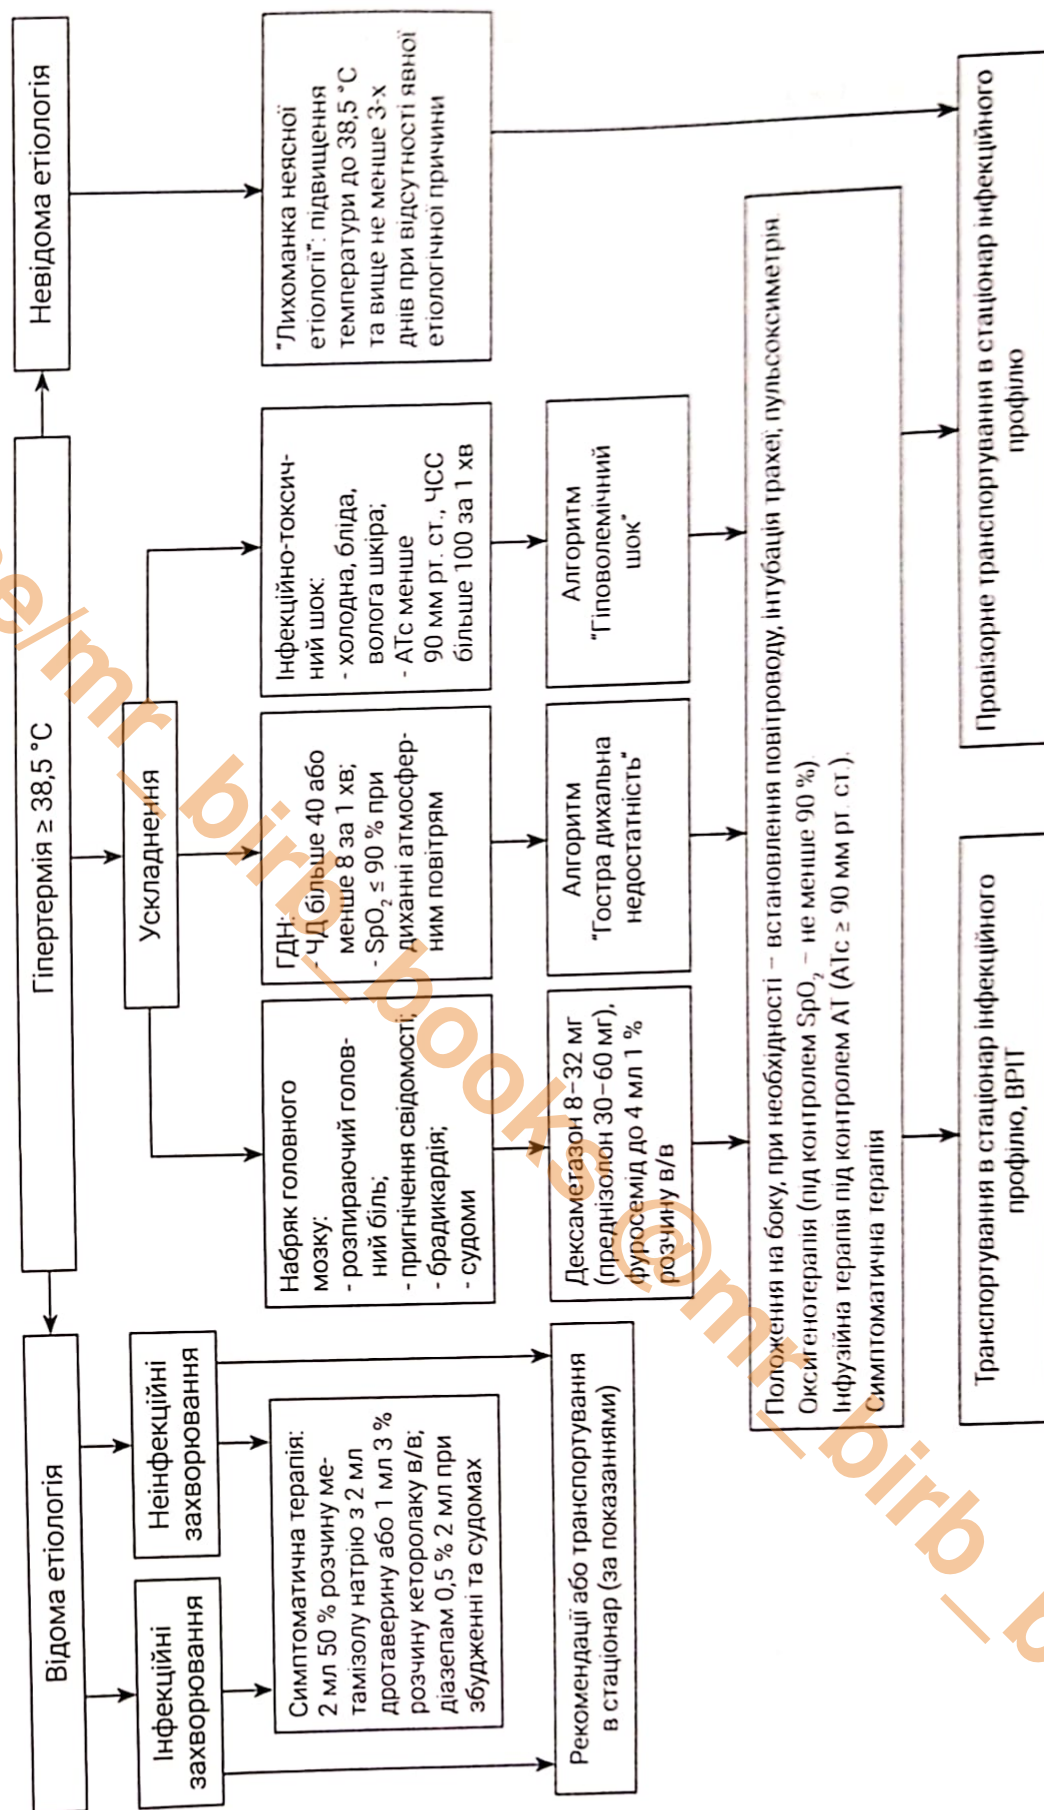 Гіпертермія ≥ 38,5 °C
Відома етіологія
Ускладнення
Невідома етіологія
Інфекційні
захворювання
Неінфекційні
захворювання
Симптоматична терапія:
2 мл 50 % розчину ме-
тамізолу натрію з 2 мл
дротаверину або 1 мл 3 %
розчину кеторолаку в/в;
діазепам 0,5 % 2 мл при
збудженні та судомах
Рекомендації або транспортування
в стаціонар (за показаннями)
Набряк головного
мозку:
- розпираючий голов-
ний біль;
- пригнічення свідомості;
- брадикардія;
- судоми
ГДН:
- ЧД більше 40 або
менше 8 за 1 хв;
- SpO₂ ≤ 90 % при
диханні атмосфер-
ним повітрям
Інфекційно-токсич-
ний шок:
- холодна, бліда,
волога шкіра;
- АТс менше
90 мм рт. ст., ЧСС
більше 100 за 1 хв
"Лихоманка неясної
етіології": підвищення
температури до 38,5 °C
та вище не менше 3-х
днів при відсутності явної
етіологічної причини
Дексаметазон 8–32 мг
(преднізолон 30–60 мг),
фуросемід до 4 мл 1 %
розчину в/в
Алгоритм
"Гостра дихальна
недостатність"
Алгоритм
"Гіповолемічний
шок"
Положення на боку, при необхідності – встановлення повітроводу, інтубація трахеї, пульсоксиметрія.
Оксигенотерапія (під контролем SpO₂ – не менше 90 %).
Інфузійна терапія під контролем АТ (АТс ≥ 90 мм рт. ст.).
Симптоматична терапія
Транспортування в стаціонар інфекційного
профілю, ВРІТ
Провізорне транспортування в стаціонар інфекційного
профілю
e/mr_birb_books @mr_birb_b